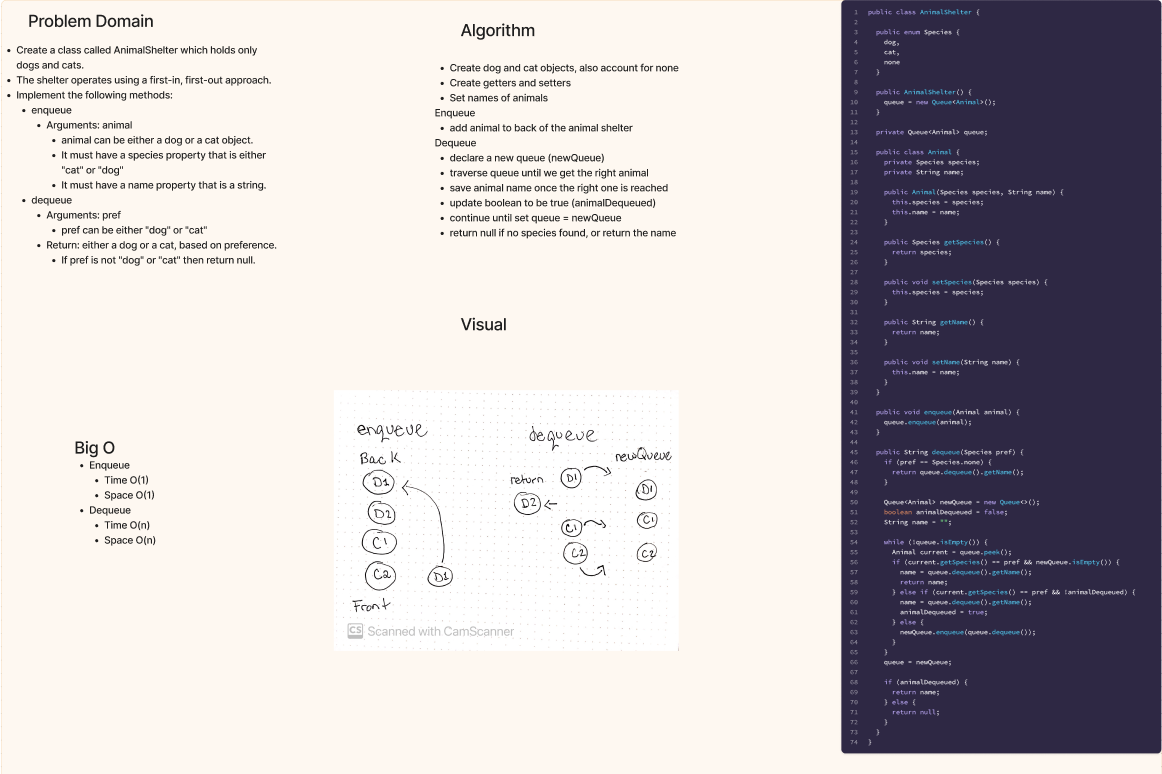 Problem Domain
• Create a class called AnimalShelter which holds only
dogs and cats.
• The shelter operates using a first-in, first-out approach.
• Implement the following methods:
• enqueue
• Arguments: animal
• animal can be either a dog or a cat object.
• It must have a species property that is either
"cat" or "dog"
• It must have a name property that is a string.
• dequeue
• Arguments: pref
• pref can be either "dog" or "cat"
• Return: either a dog or a cat, based on preference.
• If pref is not "dog" or "cat" then return null.
Big O
• Enqueue
• Time O(1)
• Space O(1)
• Dequeue
• Time O(n)
• Space O(n)
Algorithm
• Create dog and cat objects, also account for none
• Create getters and setters
• Set names of animals
Enqueue
• add animal to back of the animal shelter
Dequeue
• declare a new queue (newQueue)
• traverse queue until we get the right animal
• save animal name once the right one is reached
• update boolean to be true (animalDequeued)
• continue until set queue = newQueue
• return null if no species found, or return the name
Visual
enqueue
Back
D1
D2
C1
C2
D1
Front
dequeue
newQueue
return
D1
D2
C1
C2
D1
C1
C2
CS Scanned with CamScanner
1 public class AnimalShelter {
2
3 public enum Species {
4 dog,
5 cat,
6 none
7 }
8
9 public AnimalShelter() {
10 queue = new Queue<Animal>();
11 }
12
13 private Queue<Animal> queue;
14
15 public class Animal {
16 private Species species;
17 private String name;
18
19 public Animal(Species species, String name) {
20 this.species = species;
21 this.name = name;
22 }
23
24 public Species getSpecies() {
25 return species;
26 }
27
28 public void setSpecies(Species species) {
29 this.species = species;
30 }
31
32 public String getName() {
33 return name;
34 }
35
36 public void setName(String name) {
37 this.name = name;
38 }
39 }
40
41 public void enqueue(Animal animal) {
42 queue.enqueue(animal);
43 }
44
45 public String dequeue(Species pref) {
46 if (pref == Species.none) {
47 return queue.dequeue().getName();
48 }
49
50 Queue<Animal> newQueue = new Queue<>();
51 boolean animalDequeued = false;
52 String name = "";
53
54 while (!queue.isEmpty()) {
55 Animal current = queue.peek();
56 if (current.getSpecies() == pref && newQueue.isEmpty()) {
57 name = queue.dequeue().getName();
58 return name;
59 } else if (current.getSpecies() == pref && !animalDequeued) {
60 name = queue.dequeue().getName();
61 animalDequeued = true;
62 } else {
63 newQueue.enqueue(queue.dequeue());
64 }
65 }
66 queue = newQueue;
67
68 if (animalDequeued) {
69 return name;
70 } else {
71 return null;
72 }
73 }
74 }